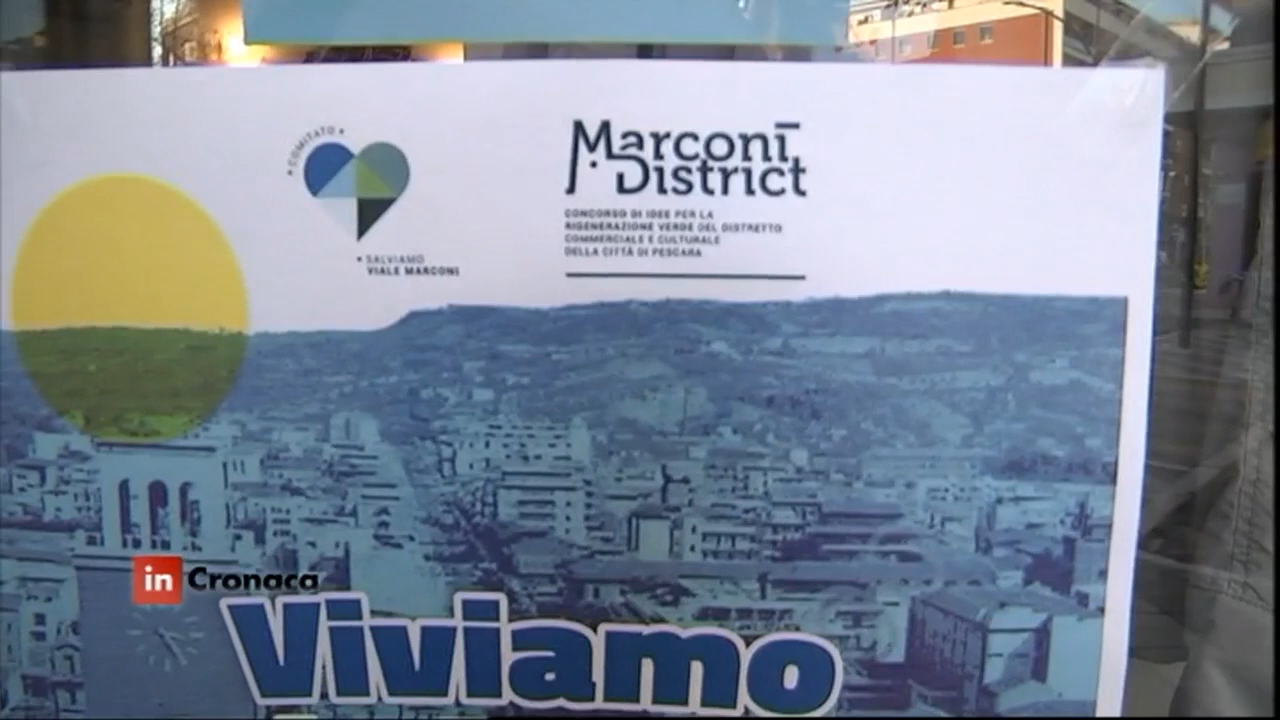 • COMITATO •
• SALVIAMO
VIALE MARCONI
Marconi
District
CONCORSO DI IDEE PER LA
RIGENERAZIONE VERDE DEL DISTRETTO
COMMERCIALE E CULTURALE
DELLA CITTÀ DI PESCARA
in Cronaca
Viviamo